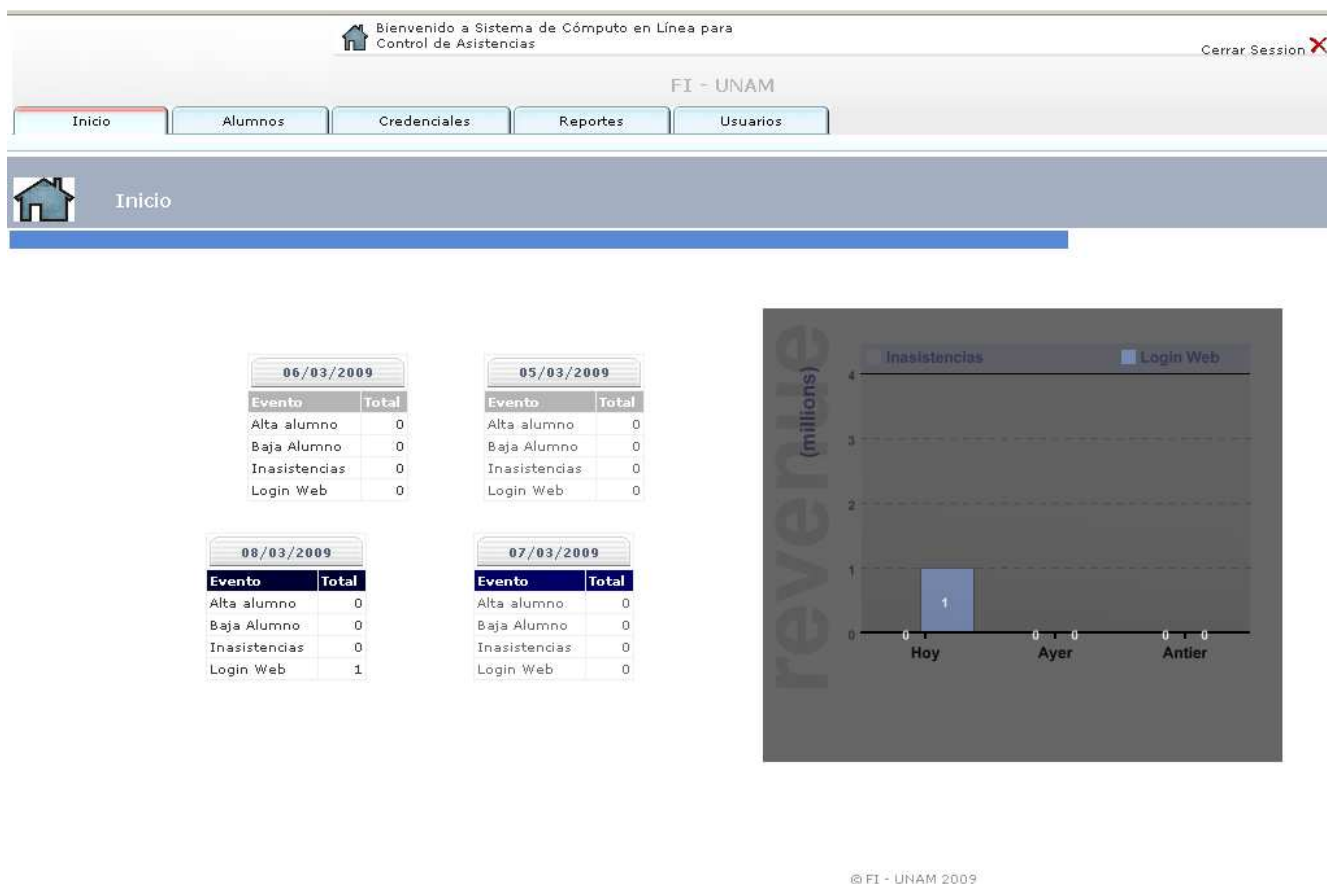 Bienvenido a Sistema de Cómputo en Línea para
Control de Asistencias
Cerrar Session
FI - UNAM
Inicio Alumnos Credenciales Reportes Usuarios
Inicio
06/03/2009
Evento Total
Alta alumno 0
Baja Alumno 0
Inasistencias 0
Login Web 0
05/03/2009
Evento Total
Alta alumno 0
Baja Alumno 0
Inasistencias 0
Login Web 0
08/03/2009
Evento Total
Alta alumno 0
Baja Alumno 0
Inasistencias 0
Login Web 1
07/03/2009
Evento Total
Alta alumno 0
Baja Alumno 0
Inasistencias 0
Login Web 0
revenue
(millions)
Inasistencias Login Web
4
3
2
1
0
1
0 0 0 0 0
Hoy Ayer Antier
© FI - UNAM 2009